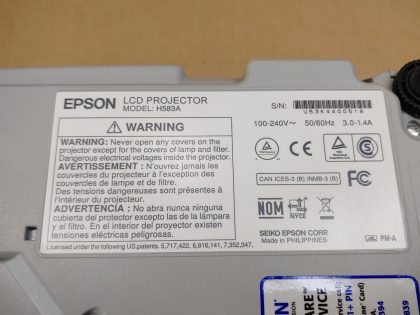 EPSON LCD PROJECTOR
MODEL: H583A
S/N:
100-240V~ 50/60Hz 3.0-1.4A
⚠ WARNING
WARNING: Never open any covers on the
projector except for the covers of lamp and filter.
Dangerous electrical voltages inside the projector.
AVERTISSEMENT : N'ouvrez jamais les
couvercles du projecteur à l'exception des
couvercles de lampe et de filtre.
Des tensions dangereuses sont présentes à
l'intérieur du projecteur.
ADVERTENCIA : No abra nunca ninguna
cubierta del proyector excepto las de la lámpara
y el filtro. En el interior del proyector existen
tensiones eléctricas peligrosas.
Licensed under the following US.patents. 5,717,422, 6,816,141, 7,352,347.
CAN ICES-3 (B) /NMB-3 (B)
FC
NOM NYCE
SEIKO EPSON CORP.
MADE IN PHILIPPINES
PM-A